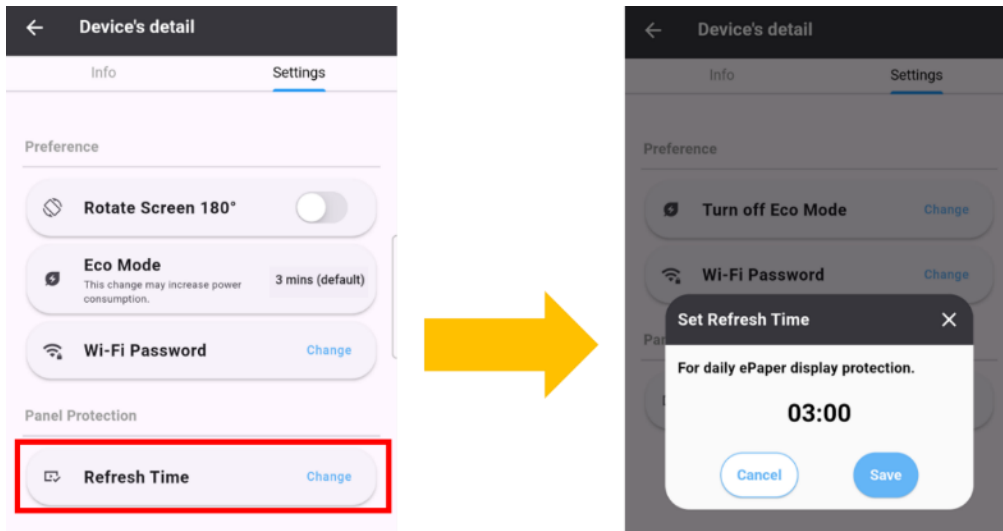 Device's detail
Info Settings
Preference
Rotate Screen 180°
Eco Mode
This change may increase power
consumption.
3 mins (default)
Wi-Fi Password Change
Panel Protection
Refresh Time Change
Device's detail
Info Settings
Preference
Turn off Eco Mode Change
Wi-Fi Password Change
Set Refresh Time
For daily ePaper display protection.
03:00
Cancel Save